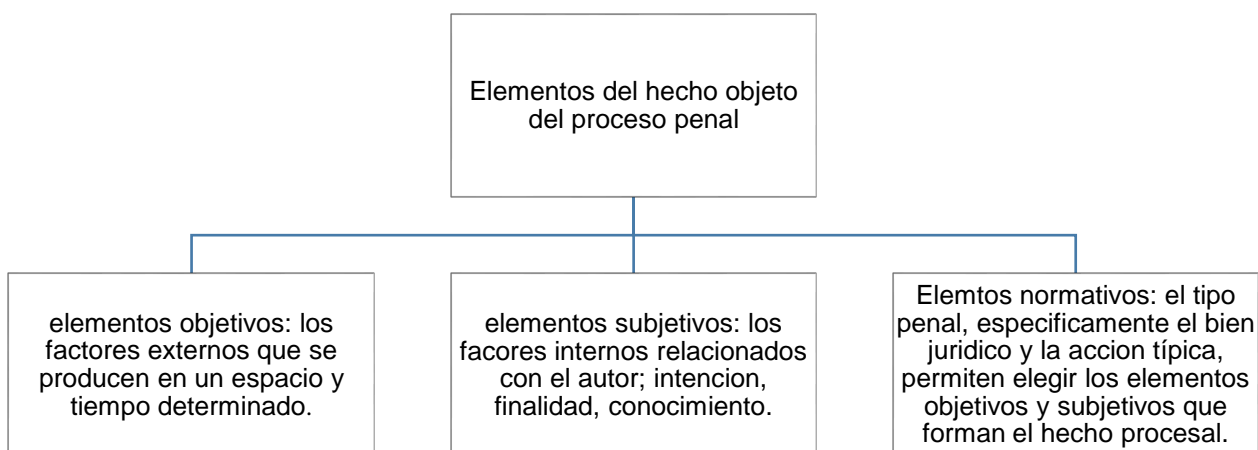 Elementos del hecho objeto
del proceso penal
elementos objetivos: los
factores externos que se
producen en un espacio y
tiempo determinado.
elementos subjetivos: los
facores internos relacionados
con el autor; intencion,
finalidad, conocimiento.
Elemtos normativos: el tipo
penal, especificamente el bien
juridico y la accion típica,
permiten elegir los elementos
objetivos y subjetivos que
forman el hecho procesal.